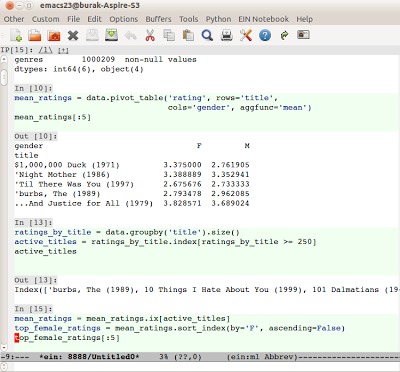 emacs23@burak-Aspire-S3
Other Custom File Edit Options Buffers Tools Python EIN Notebook Help
IP[15]: /1\ [+]
genres 1000209 non-null values
dtypes: int64(6), object(4)
In [10]:
mean_ratings = data.pivot_table('rating', rows='title',
cols='gender', aggfunc='mean')
mean_ratings[:5]
Out [10]:
gender F M
title
$1,000,000 Duck (1971) 3.375000 2.761905
'Night Mother (1986) 3.388889 3.352941
'Til There Was You (1997) 2.675676 2.733333
'burbs, The (1989) 2.793478 2.962085
...And Justice for All (1979) 3.828571 3.689024
In [13]:
ratings_by_title = data.groupby('title').size()
active_titles = ratings_by_title.index[ratings_by_title >= 250]
active_titles
Out [13]:
Index(['burbs, The (1989), 10 Things I Hate About You (1999), 101 Dalmatians (19
In [15]:
mean_ratings = mean_ratings.ix[active_titles]
top_female_ratings = mean_ratings.sort_index(by='F', ascending=False)
top_female_ratings[:5]
-9:--- *ein: 8888/Untitled0* 3% (??,0) (ein:ml Abbrev)--------------------